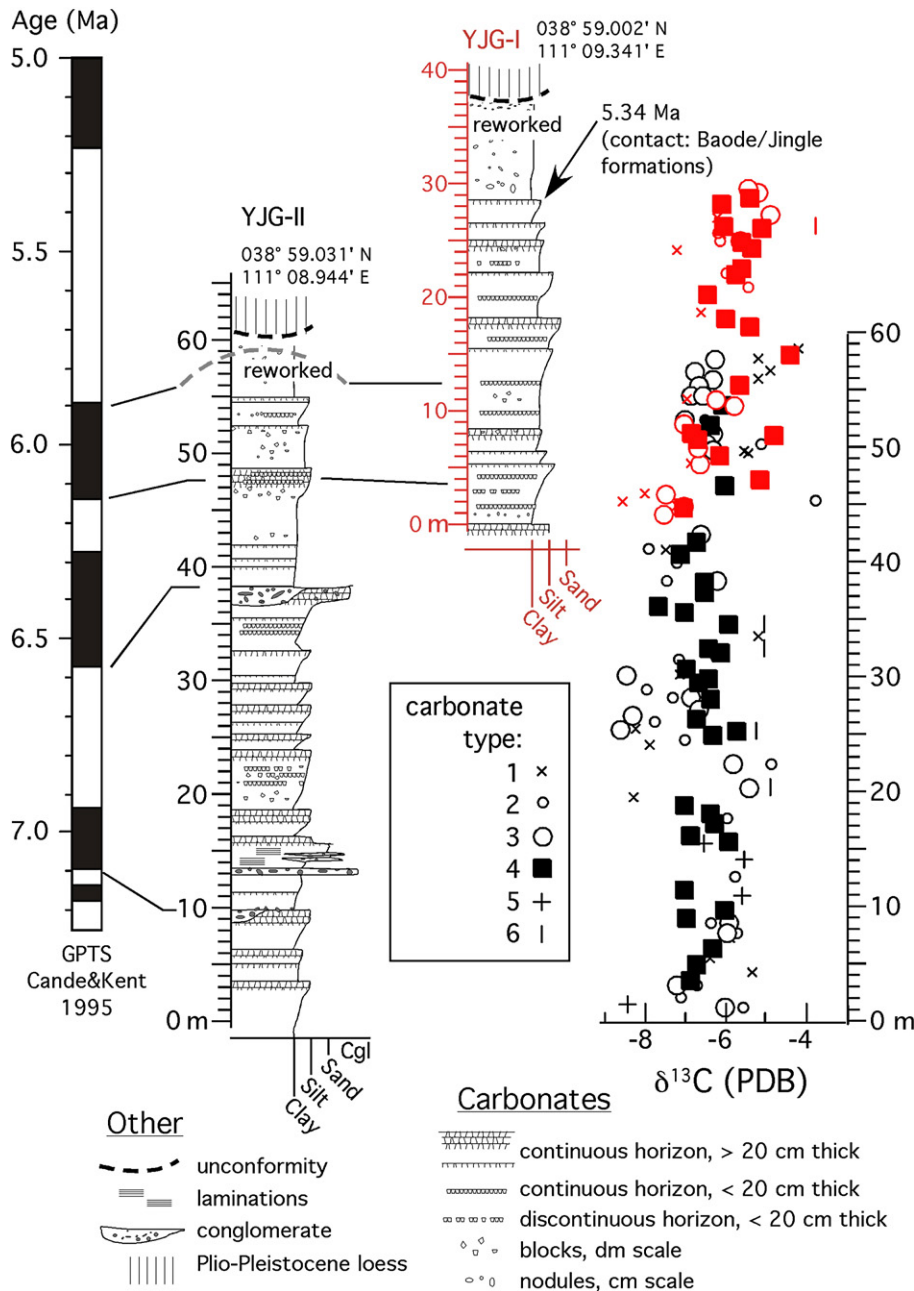 Age (Ma)
5.0
5.5
6.0
6.5
7.0
GPTS
Cande&Kent
1995
YJG-II
038° 59.031' N
111° 08.944' E
60
50
40
30
20
10
0 m
reworked
Clay
Silt
Sand
Cgl
YJG-I
038° 59.002' N
111° 09.341' E
40
30
20
10
0 m
reworked
Clay
Silt
Sand
5.34 Ma
(contact: Baode/Jingle
formations)
carbonate
type:
1 ×
2 ○
3 ○
4 ■
5 +
6 |
60
50
40
30
20
10
0 m
-8 -6 -4
δ¹³C (PDB)
Other
unconformity
laminations
conglomerate
Plio-Pleistocene loess
Carbonates
continuous horizon, > 20 cm thick
continuous horizon, < 20 cm thick
discontinuous horizon, < 20 cm thick
blocks, dm scale
nodules, cm scale